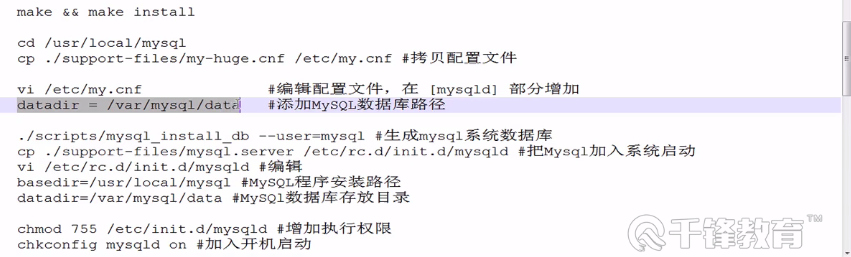 make && make install
cd /usr/local/mysql
cp ./support-files/my-huge.cnf /etc/my.cnf #拷贝配置文件
vi /etc/my.cnf #编辑配置文件，在 [mysqld] 部分增加
datadir = /var/mysql/data #添加MySQL数据库路径
./scripts/mysql_install_db --user=mysql #生成mysql系统数据库
cp ./support-files/mysql.server /etc/rc.d/init.d/mysqld #把Mysql加入系统启动
vi /etc/rc.d/init.d/mysqld #编辑
basedir=/usr/local/mysql #MySQL程序安装路径
datadir=/var/mysql/data #MySQl数据库存放目录
chmod 755 /etc/init.d/mysqld #增加执行权限
chkconfig mysqld on #加入开机启动
千锋教育™